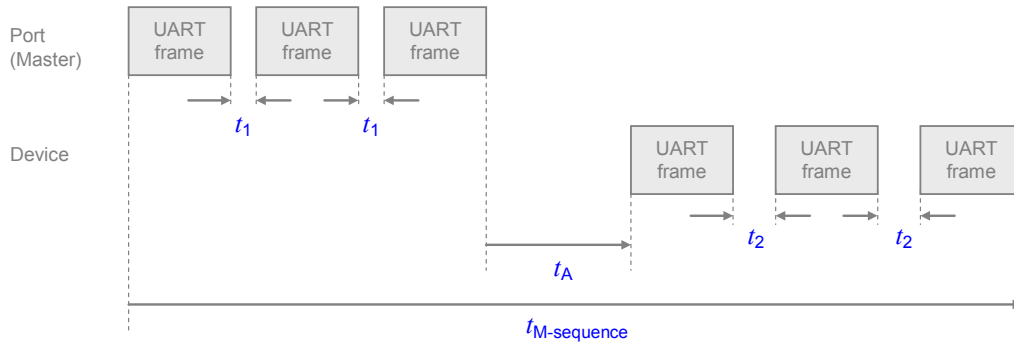 Port
(Master)
UART
frame
UART
frame
UART
frame
t1
t1
Device
UART
frame
UART
frame
UART
frame
t2
t2
tA
tM-sequence